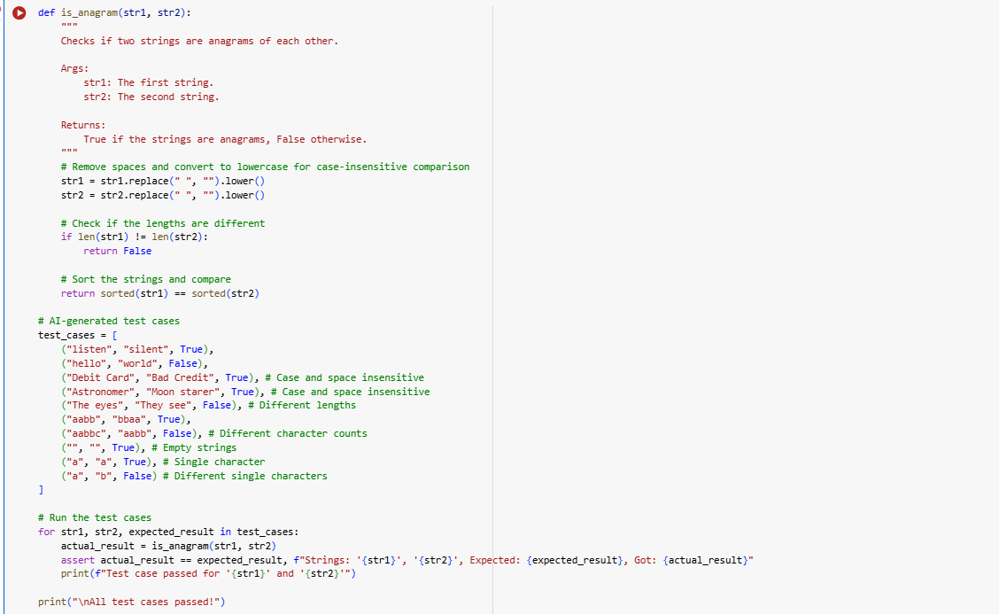 def is_anagram(str1, str2):
    """
    Checks if two strings are anagrams of each other.

    Args:
        str1: The first string.
        str2: The second string.

    Returns:
        True if the strings are anagrams, False otherwise.
    """
    # Remove spaces and convert to lowercase for case-insensitive comparison
    str1 = str1.replace(" ", "").lower()
    str2 = str2.replace(" ", "").lower()

    # Check if the lengths are different
    if len(str1) != len(str2):
        return False

    # Sort the strings and compare
    return sorted(str1) == sorted(str2)

# AI-generated test cases
test_cases = [
    ("listen", "silent", True),
    ("hello", "world", False),
    ("Debit Card", "Bad Credit", True), # Case and space insensitive
    ("Astronomer", "Moon starer", True), # Case and space insensitive
    ("The eyes", "They see", False), # Different lengths
    ("aabb", "bbaa", True),
    ("aabbc", "aabb", False), # Different character counts
    ("", "", True), # Empty strings
    ("a", "a", True), # Single character
    ("a", "b", False) # Different single characters
]

# Run the test cases
for str1, str2, expected_result in test_cases:
    actual_result = is_anagram(str1, str2)
    assert actual_result == expected_result, f"Strings: '{str1}', '{str2}', Expected: {expected_result}, Got: {actual_result}"
    print(f"Test case passed for '{str1}' and '{str2}'")

print("\nAll test cases passed!")